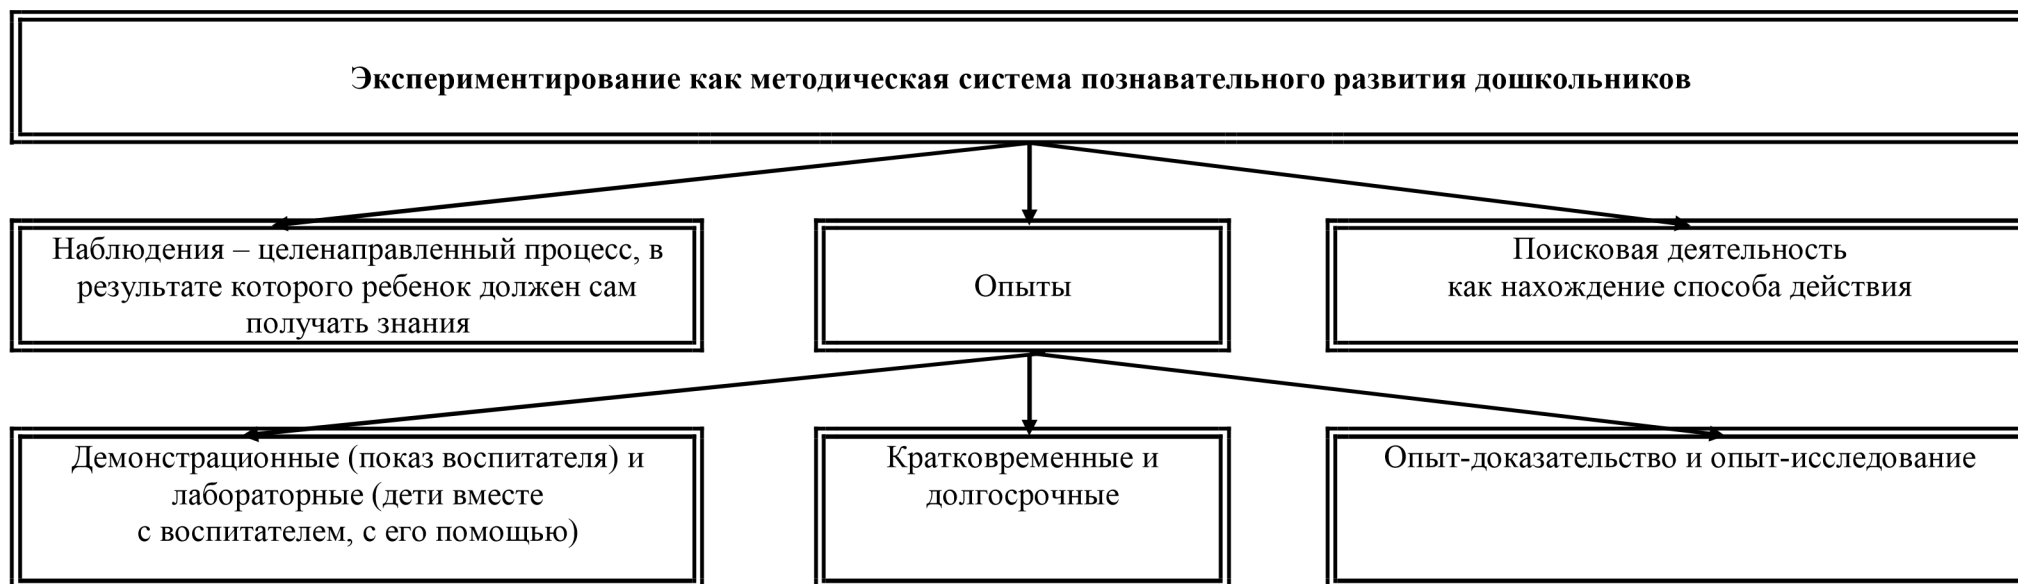 Экспериментирование как методическая система познавательного развития дошкольников
Наблюдения – целенаправленный процесс, в
результате которого ребенок должен сам
получать знания
Опыты
Поисковая деятельность
как нахождение способа действия
Демонстрационные (показ воспитателя) и
лабораторные (дети вместе
с воспитателем, с его помощью)
Кратковременные и
долгосрочные
Опыт-доказательство и опыт-исследование